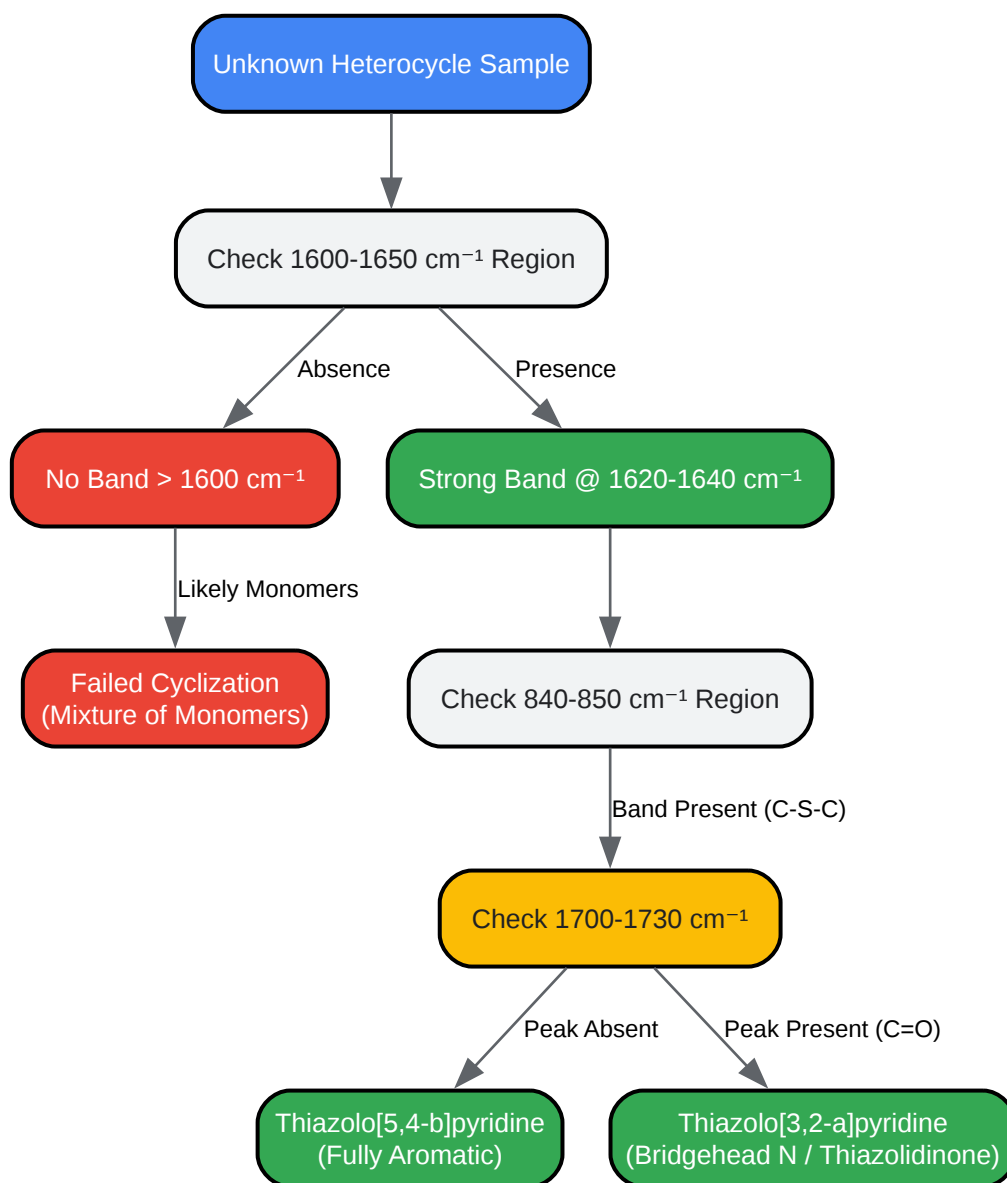 Unknown Heterocycle Sample
Check 1600-1650 cm⁻¹ Region
Absence
Presence
No Band > 1600 cm⁻¹
Strong Band @ 1620-1640 cm⁻¹
Likely Monomers
Failed Cyclization
(Mixture of Monomers)
Check 840-850 cm⁻¹ Region
Band Present (C-S-C)
Check 1700-1730 cm⁻¹
Peak Absent
Peak Present (C=O)
Thiazolo[5,4-b]pyridine
(Fully Aromatic)
Thiazolo[3,2-a]pyridine
(Bridgehead N / Thiazolidinone)